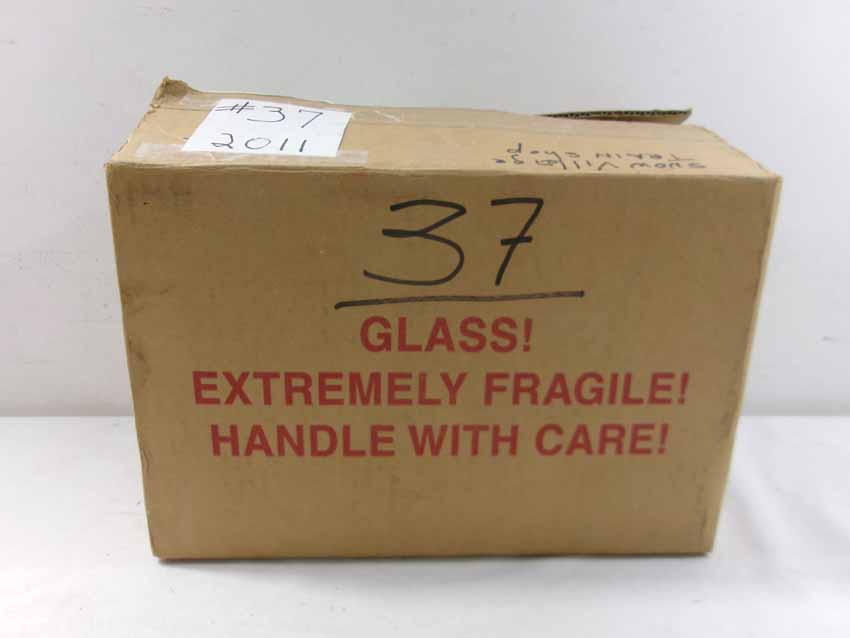 #37
2011
SNOW Village
TRAIN Shop
37
GLASS!
EXTREMELY FRAGILE!
HANDLE WITH CARE!